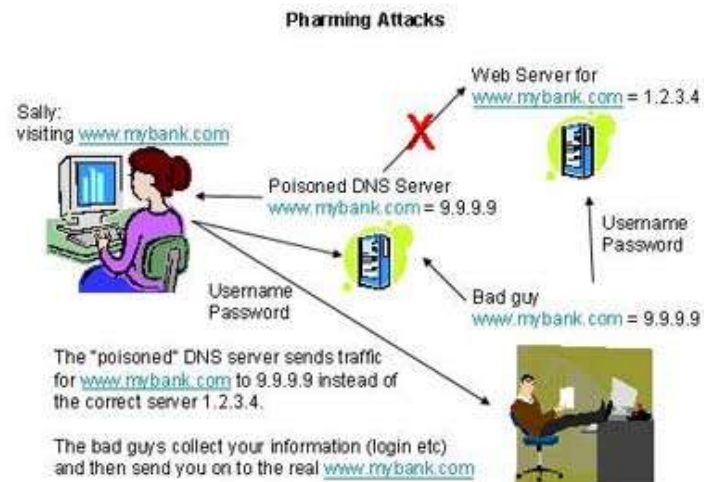 Pharming Attacks
Web Server for
www.mybank.com = 1.2.3.4
Sally:
visiting www.mybank.com
X
Poisoned DNS Server
www.mybank.com = 9.9.9.9
Username
Password
Username
Password
Bad guy
www.mybank.com = 9.9.9.9
The "poisoned" DNS server sends traffic
for www.mybank.com to 9.9.9.9 instead of
the correct server 1.2.3.4.
The bad guys collect your information (login etc)
and then send you on to the real www.mybank.com